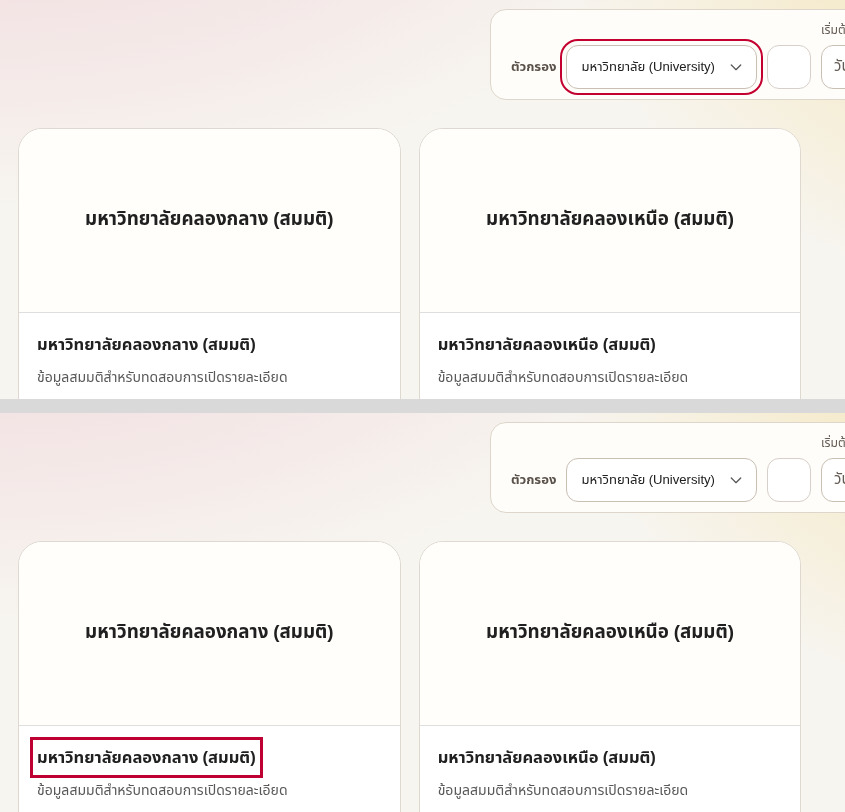 เริ่มต้
ตัวกรอง มหาวิทยาลัย (University) วัน
มหาวิทยาลัยคลองกลาง (สมมติ) มหาวิทยาลัยคลองเหนือ (สมมติ)
มหาวิทยาลัยคลองกลาง (สมมติ) มหาวิทยาลัยคลองเหนือ (สมมติ)
ข้อมูลสมมติสำหรับทดสอบการเปิดรายละเอียด ข้อมูลสมมติสำหรับทดสอบการเปิดรายละเอียด
เริ่มต้
ตัวกรอง มหาวิทยาลัย (University) วัน
มหาวิทยาลัยคลองกลาง (สมมติ) มหาวิทยาลัยคลองเหนือ (สมมติ)
มหาวิทยาลัยคลองกลาง (สมมติ) มหาวิทยาลัยคลองเหนือ (สมมติ)
ข้อมูลสมมติสำหรับทดสอบการเปิดรายละเอียด ข้อมูลสมมติสำหรับทดสอบการเปิดรายละเอียด